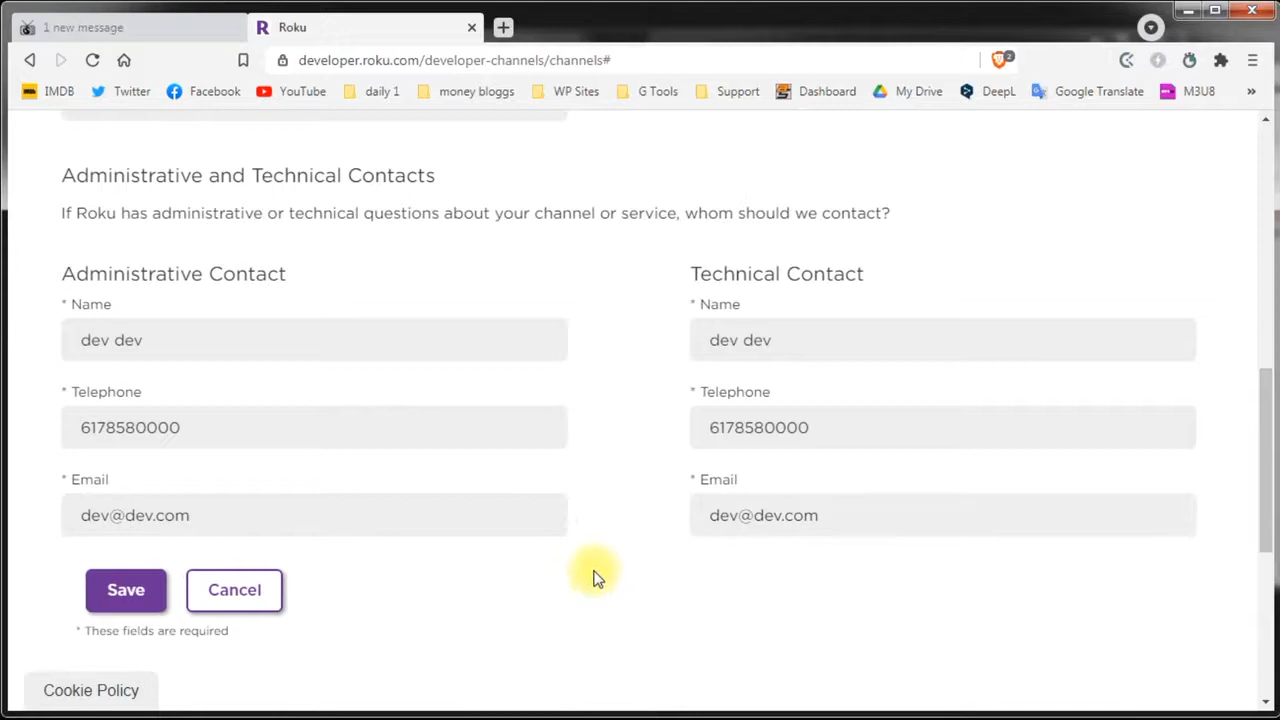 1 new message
R Roku
developer.roku.com/developer-channels/channels#
2
IMDB Twitter Facebook YouTube daily 1 money bloggs WP Sites G Tools Support Dashboard My Drive DeepL Google Translate M3U8 »
Administrative and Technical Contacts
If Roku has administrative or technical questions about your channel or service, whom should we contact?
Administrative Contact
* Name
dev dev
* Telephone
6178580000
* Email
dev@dev.com
Technical Contact
* Name
dev dev
* Telephone
6178580000
* Email
dev@dev.com
Save Cancel
* These fields are required
Cookie Policy